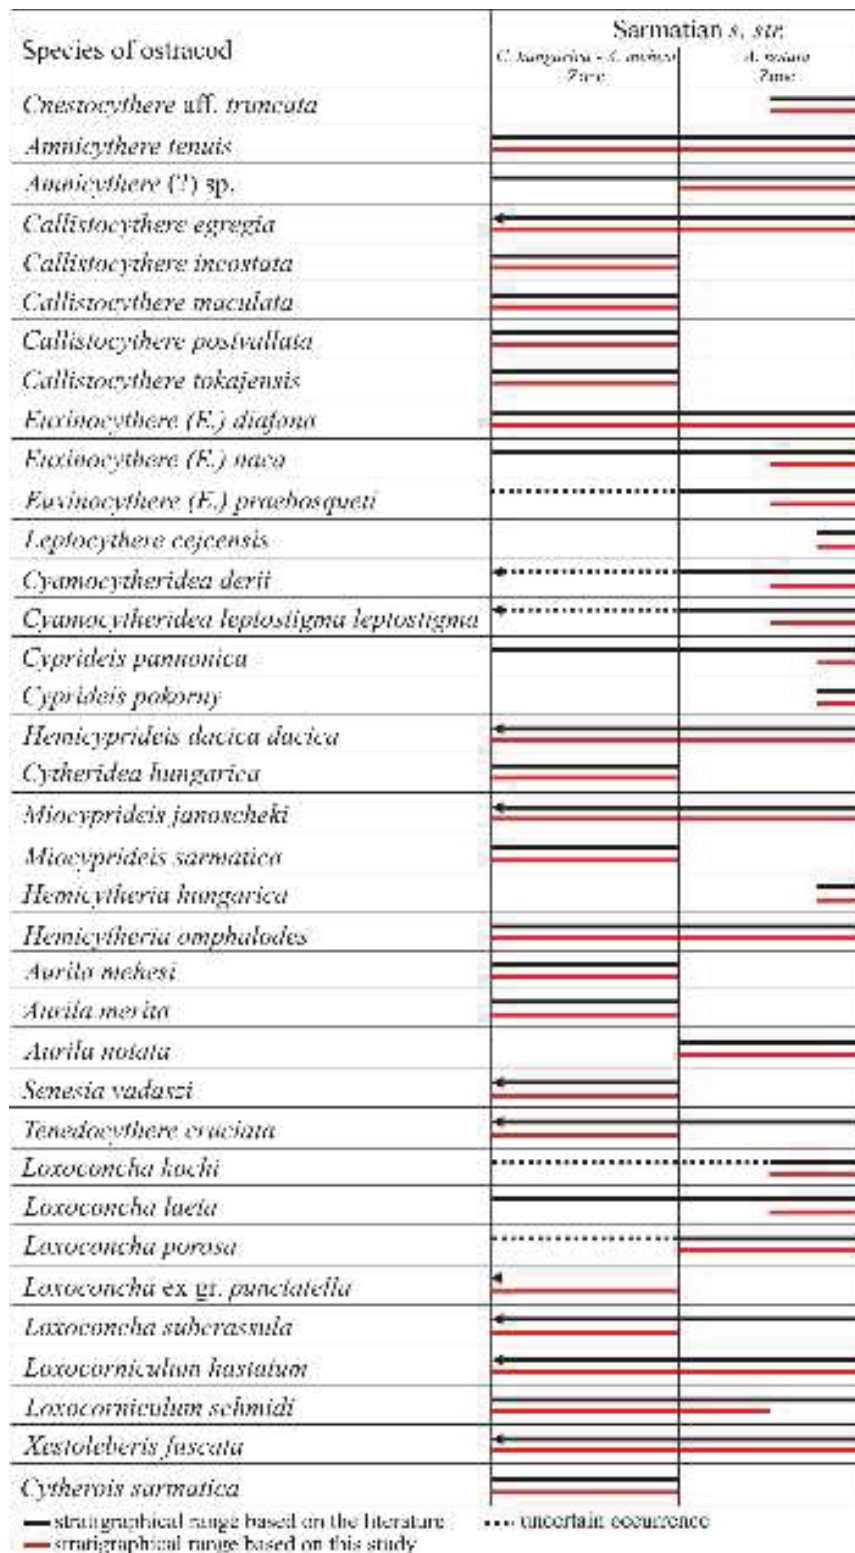 Species of ostracod
Sarmatian s. str.
Zone
A. notata
Zone
Cnestocythere aff. truncata
Amnicythere tenuis
Amnicythere (?) sp.
Callistocythere egregia
Callistocythere incostata
Callistocythere maculata
Callistocythere postvallata
Callistocythere tokajensis
Euxinocythere (E.) diafana
Euxinocythere (E.) naca
Euxinocythere (E.) praebosqueti
Leptocythere cejcensis
Cyamocytheridea derii
Cyamocytheridea leptostigma leptostigma
Cyprideis pannonica
Cyprideis pokorny
Hemicyprideis dacica dacica
Cytheridea hungarica
Miocyprideis janoscheki
Miocyprideis sarmatica
Hemicytheria hungarica
Hemicytheria omphalodes
Aurila mehesi
Aurila merita
Aurila notata
Senesia vadaszi
Tenedocythere cruciata
Loxoconcha kochi
Loxoconcha laeta
Loxoconcha porosa
Loxoconcha ex gr. punctatella
Loxoconcha subcrassula
Loxocorniculum hastatum
Loxocorniculum schmidi
Xestoleberis fuscata
Cytherois sarmatica
stratigraphical range based on the literature
uncertain occurrence
stratigraphical range based on this study